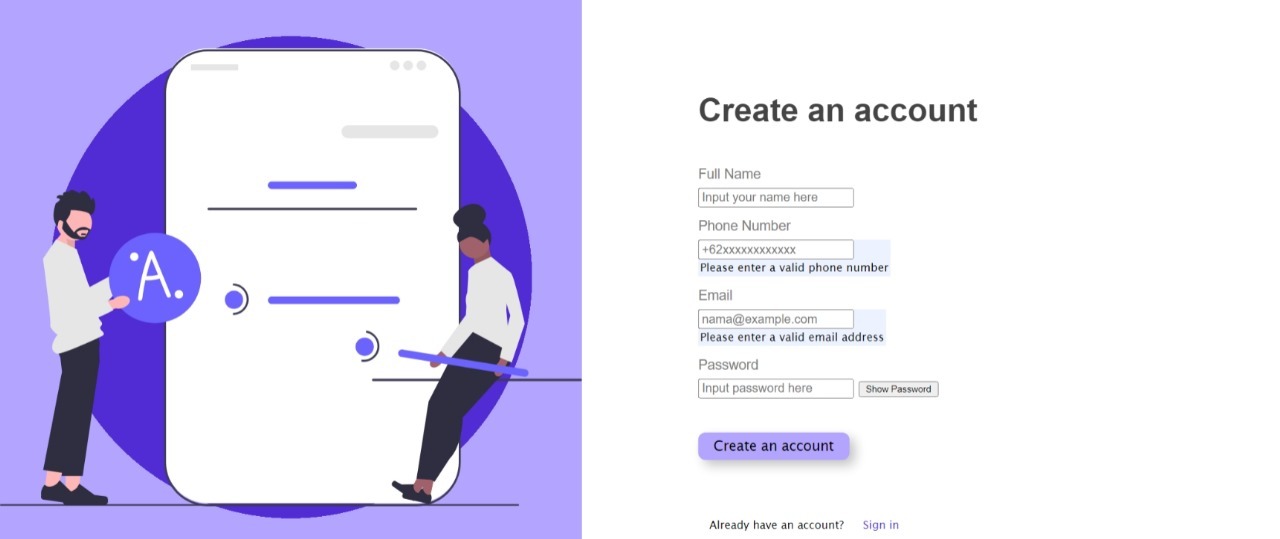 A
Create an account
Full Name
Input your name here
Phone Number
+62xxxxxxxxxxxx
Please enter a valid phone number
Email
nama@example.com
Please enter a valid email address
Password
Input password here Show Password
Create an account
Already have an account? Sign in